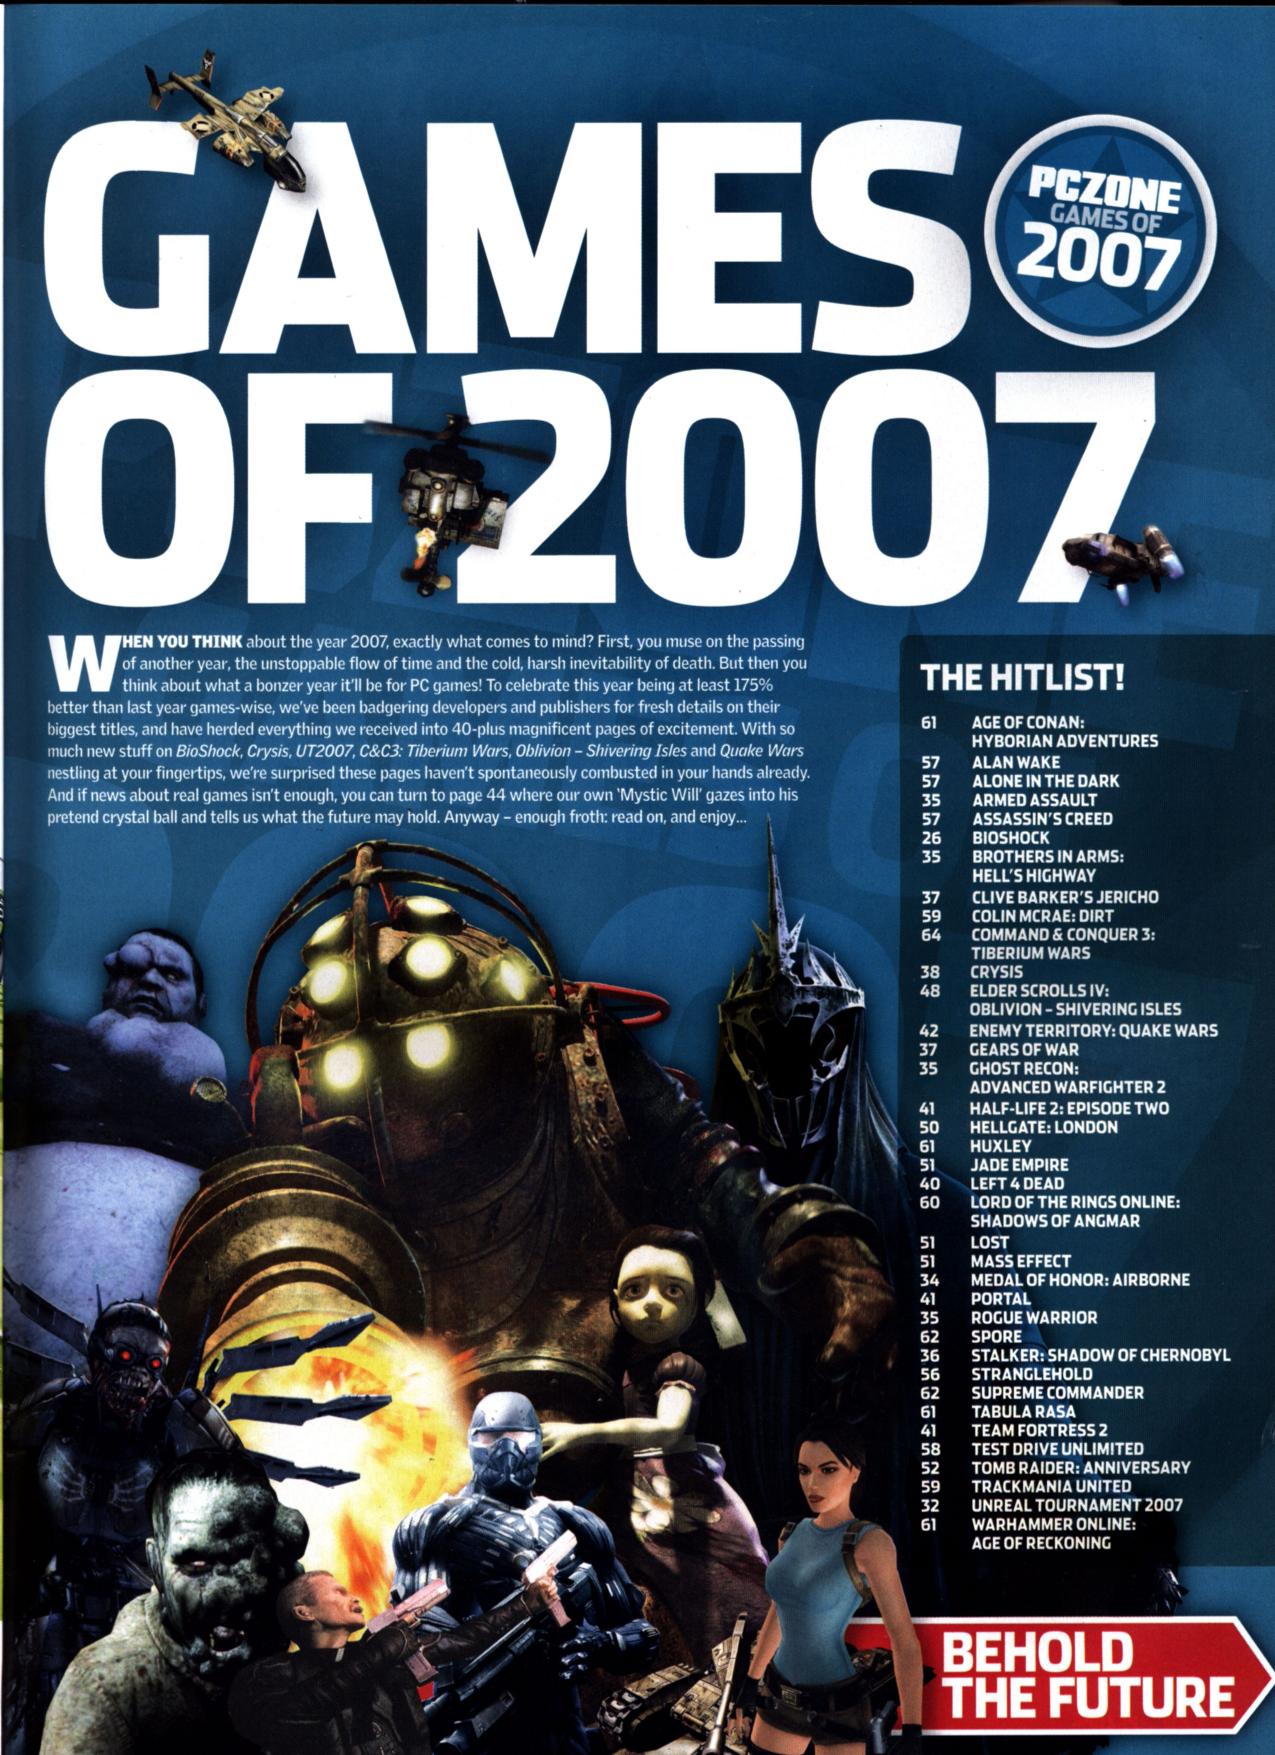 GAMES
OF 2007
PCZONE
GAMES OF
2007
WHEN YOU THINK about the year 2007, exactly what comes to mind? First, you muse on the passing
of another year, the unstoppable flow of time and the cold, harsh inevitability of death. But then you
think about what a bonzer year it'll be for PC games! To celebrate this year being at least 175%
better than last year games-wise, we've been badgering developers and publishers for fresh details on their
biggest titles, and have herded everything we received into 40-plus magnificent pages of excitement. With so
much new stuff on BioShock, Crysis, UT2007, C&C3: Tiberium Wars, Oblivion – Shivering Isles and Quake Wars
nestling at your fingertips, we're surprised these pages haven't spontaneously combusted in your hands already.
And if news about real games isn't enough, you can turn to page 44 where our own 'Mystic Will' gazes into his
pretend crystal ball and tells us what the future may hold. Anyway – enough froth: read on, and enjoy...
THE HITLIST!
61 AGE OF CONAN:
HYBORIAN ADVENTURES
57 ALAN WAKE
57 ALONE IN THE DARK
35 ARMED ASSAULT
57 ASSASSIN'S CREED
26 BIOSHOCK
35 BROTHERS IN ARMS:
HELL'S HIGHWAY
37 CLIVE BARKER'S JERICHO
59 COLIN MCRAE: DIRT
64 COMMAND & CONQUER 3:
TIBERIUM WARS
38 CRYSIS
48 ELDER SCROLLS IV:
OBLIVION – SHIVERING ISLES
42 ENEMY TERRITORY: QUAKE WARS
37 GEARS OF WAR
35 GHOST RECON:
ADVANCED WARFIGHTER 2
41 HALF-LIFE 2: EPISODE TWO
50 HELLGATE: LONDON
61 HUXLEY
51 JADE EMPIRE
40 LEFT 4 DEAD
60 LORD OF THE RINGS ONLINE:
SHADOWS OF ANGMAR
51 LOST
51 MASS EFFECT
34 MEDAL OF HONOR: AIRBORNE
41 PORTAL
35 ROGUE WARRIOR
62 SPORE
36 STALKER: SHADOW OF CHERNOBYL
56 STRANGLEHOLD
62 SUPREME COMMANDER
61 TABULA RASA
41 TEAM FORTRESS 2
58 TEST DRIVE UNLIMITED
52 TOMB RAIDER: ANNIVERSARY
59 TRACKMANIA UNITED
32 UNREAL TOURNAMENT 2007
61 WARHAMMER ONLINE:
AGE OF RECKONING
BEHOLD
THE FUTURE